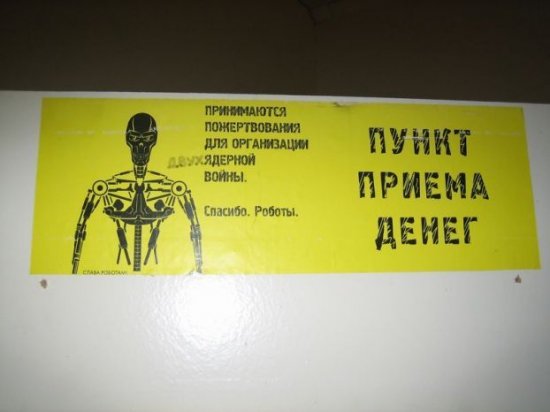 ПРИНИМАЮТСЯ
ПОЖЕРТВОВАНИЯ
ДЛЯ ОРГАНИЗАЦИИ
ДВУХЯДЕРНОЙ
ВОЙНЫ.
Спасибо. Роботы.
ПУНКТ
ПРИЕМА
ДЕНЕГ
СЛАВА РОБОТАМ!